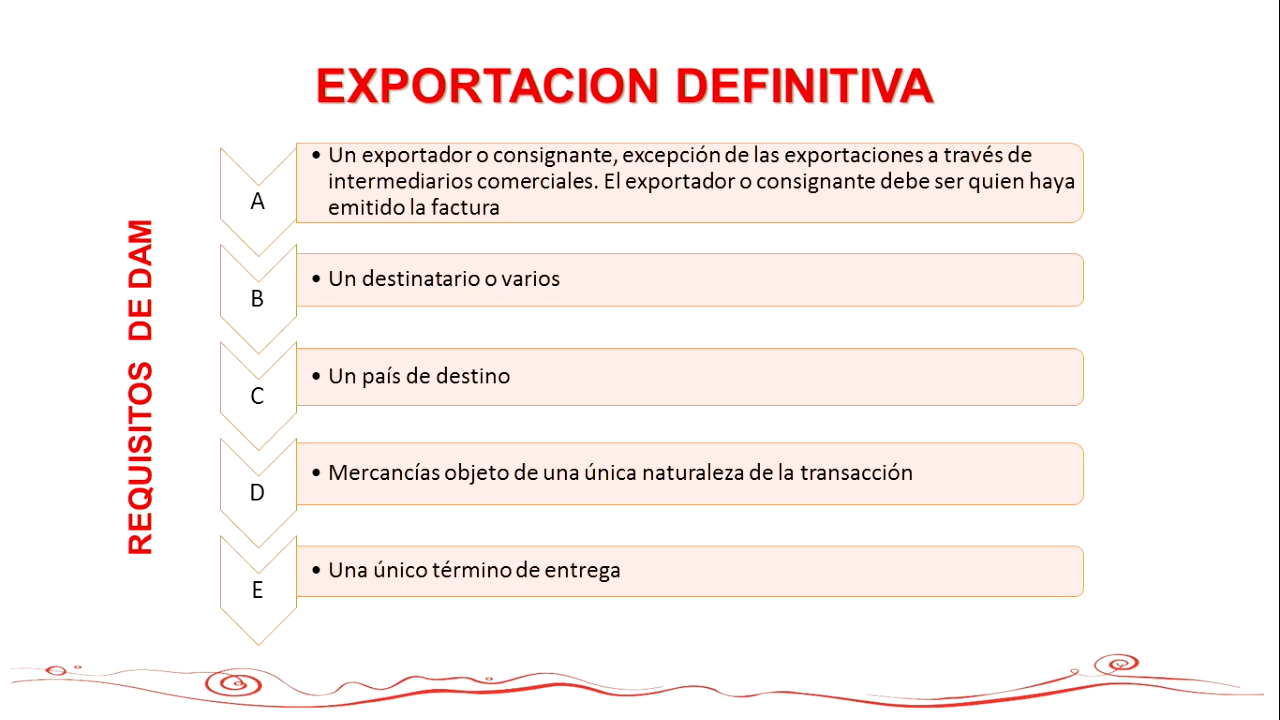 EXPORTACION DEFINITIVA
REQUISITOS DE DAM
A
• Un exportador o consignante, excepción de las exportaciones a través de
intermediarios comerciales. El exportador o consignante debe ser quien haya
emitido la factura
B
• Un destinatario o varios
C
• Un país de destino
D
• Mercancías objeto de una única naturaleza de la transacción
E
• Una único término de entrega